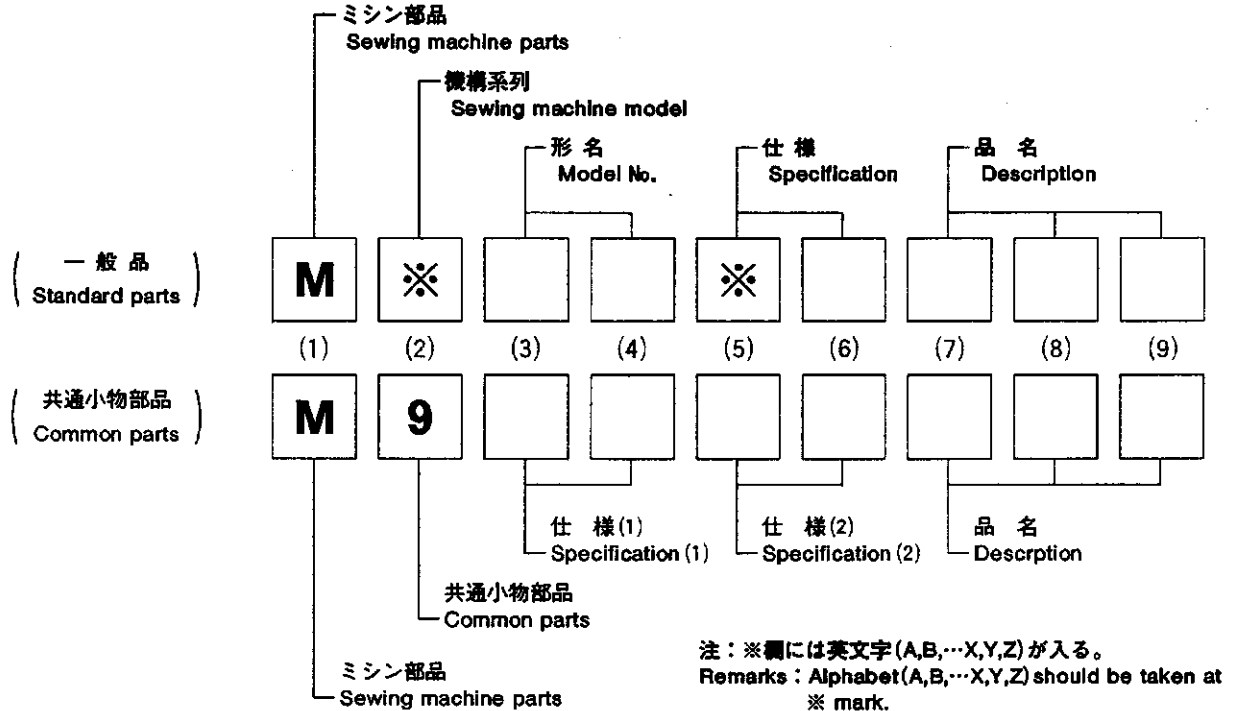 ミシン部品
Sewing machine parts
機構系列
Sewing machine model
形 名
Model No.
仕 様
Specification
品 名
Description
一 般 品
Standard parts
M ※ ※
(1) (2) (3) (4) (5) (6) (7) (8) (9)
共通小物部品
Common parts
M 9
仕 様(1)
Specification(1)
仕 様(2)
Specification(2)
品 名
Descrption
共通小物部品
Common parts
ミシン部品
Sewing machine parts
注:※欄には英文字(A,B,…X,Y,Z)が入る。
Remarks:Alphabet(A,B,…X,Y,Z)should be taken at
※ mark.